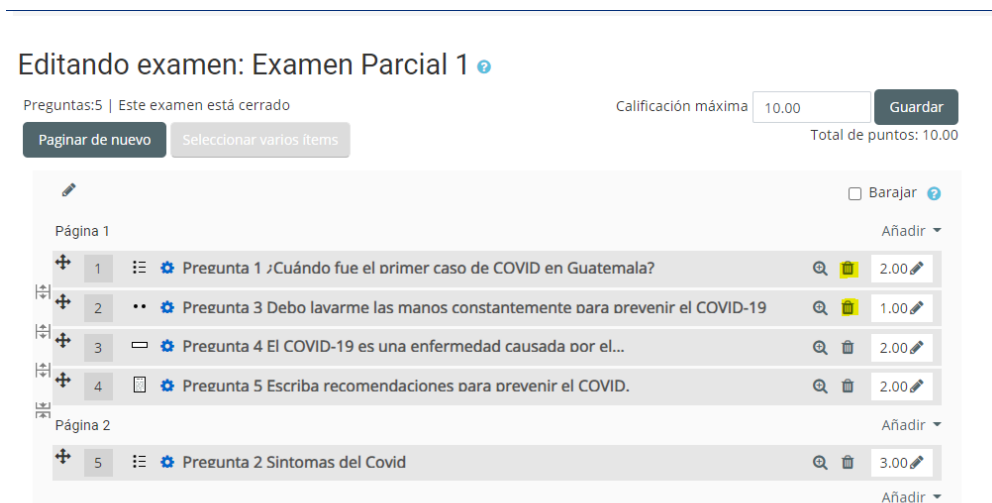 Editando examen: Examen Parcial 1
Preguntas:5 | Este examen está cerrado
Calificación máxima 10.00 Guardar
Paginar de nuevo Seleccionar varios ítems
Total de puntos: 10.00
Barajar
Página 1 Añadir
1 Pregunta 1 ¿Cuándo fue el primer caso de COVID en Guatemala? 2.00
2 Pregunta 3 Debo lavarme las manos constantemente para prevenir el COVID-19 1.00
3 Pregunta 4 El COVID-19 es una enfermedad causada por el... 2.00
4 Pregunta 5 Escriba recomendaciones para prevenir el COVID. 2.00
Página 2 Añadir
5 Pregunta 2 Sintomas del Covid 3.00
Añadir